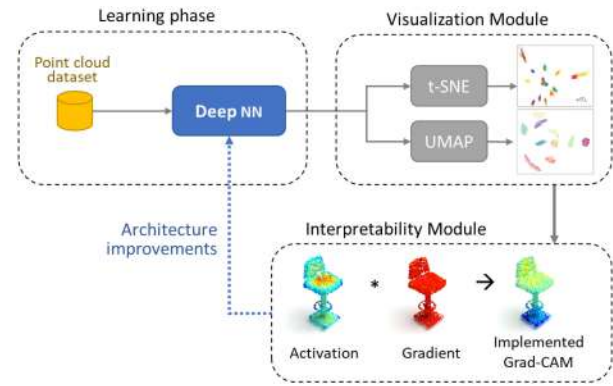 Learning phase
Visualization Module
Point cloud
dataset
Deep NN
t-SNE
UMAP
Architecture
improvements
Interpretability Module
*
→
Activation
Gradient
Implemented
Grad-CAM